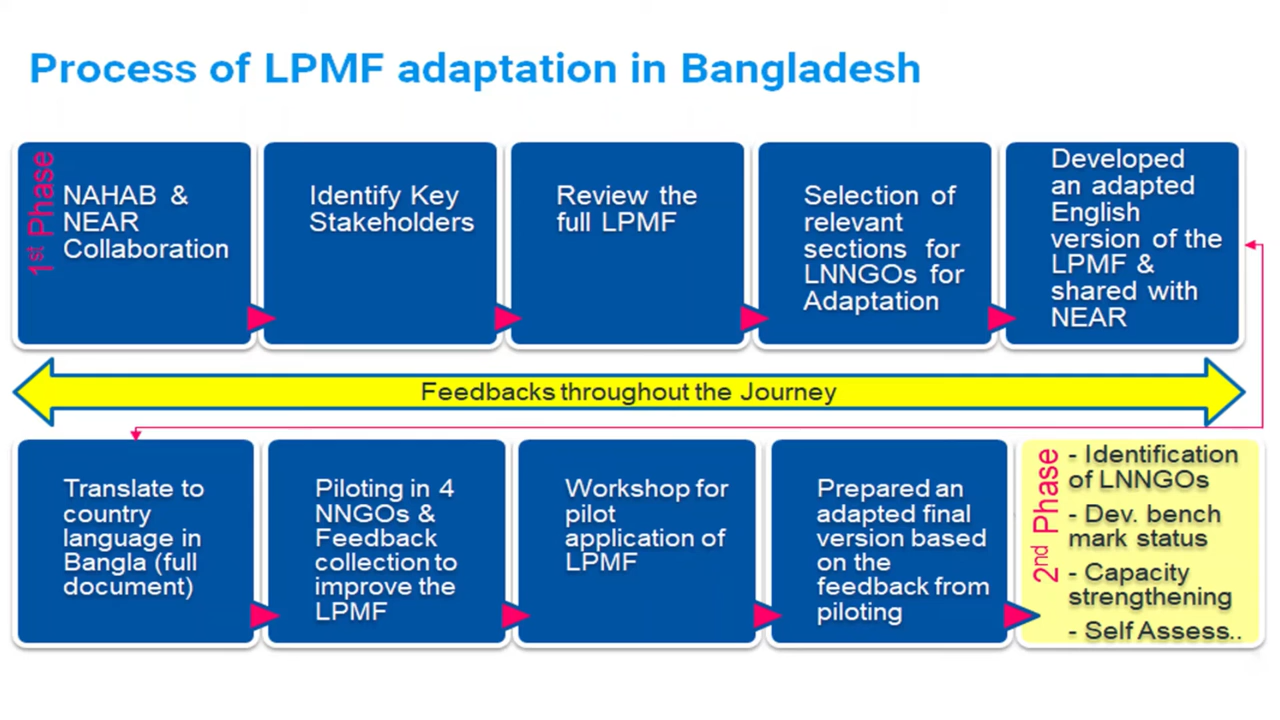 Process of LPMF adaptation in Bangladesh
1st Phase
NAHAB &
NEAR
Collaboration
Identify Key
Stakeholders
Review the
full LPMF
Selection of
relevant
sections for
LNNGOs for
Adaptation
Developed
an adapted
English
version of the
LPMF &
shared with
NEAR
Feedbacks throughout the Journey
Translate to
country
language in
Bangla (full
document)
Piloting in 4
NNGOs &
Feedback
collection to
improve the
LPMF
Workshop for
pilot
application of
LPMF
Prepared an
adapted final
version based
on the
feedback from
piloting
2nd Phase
- Identification
of LNNGOs
- Dev. bench
mark status
- Capacity
strengthening
- Self Assess..